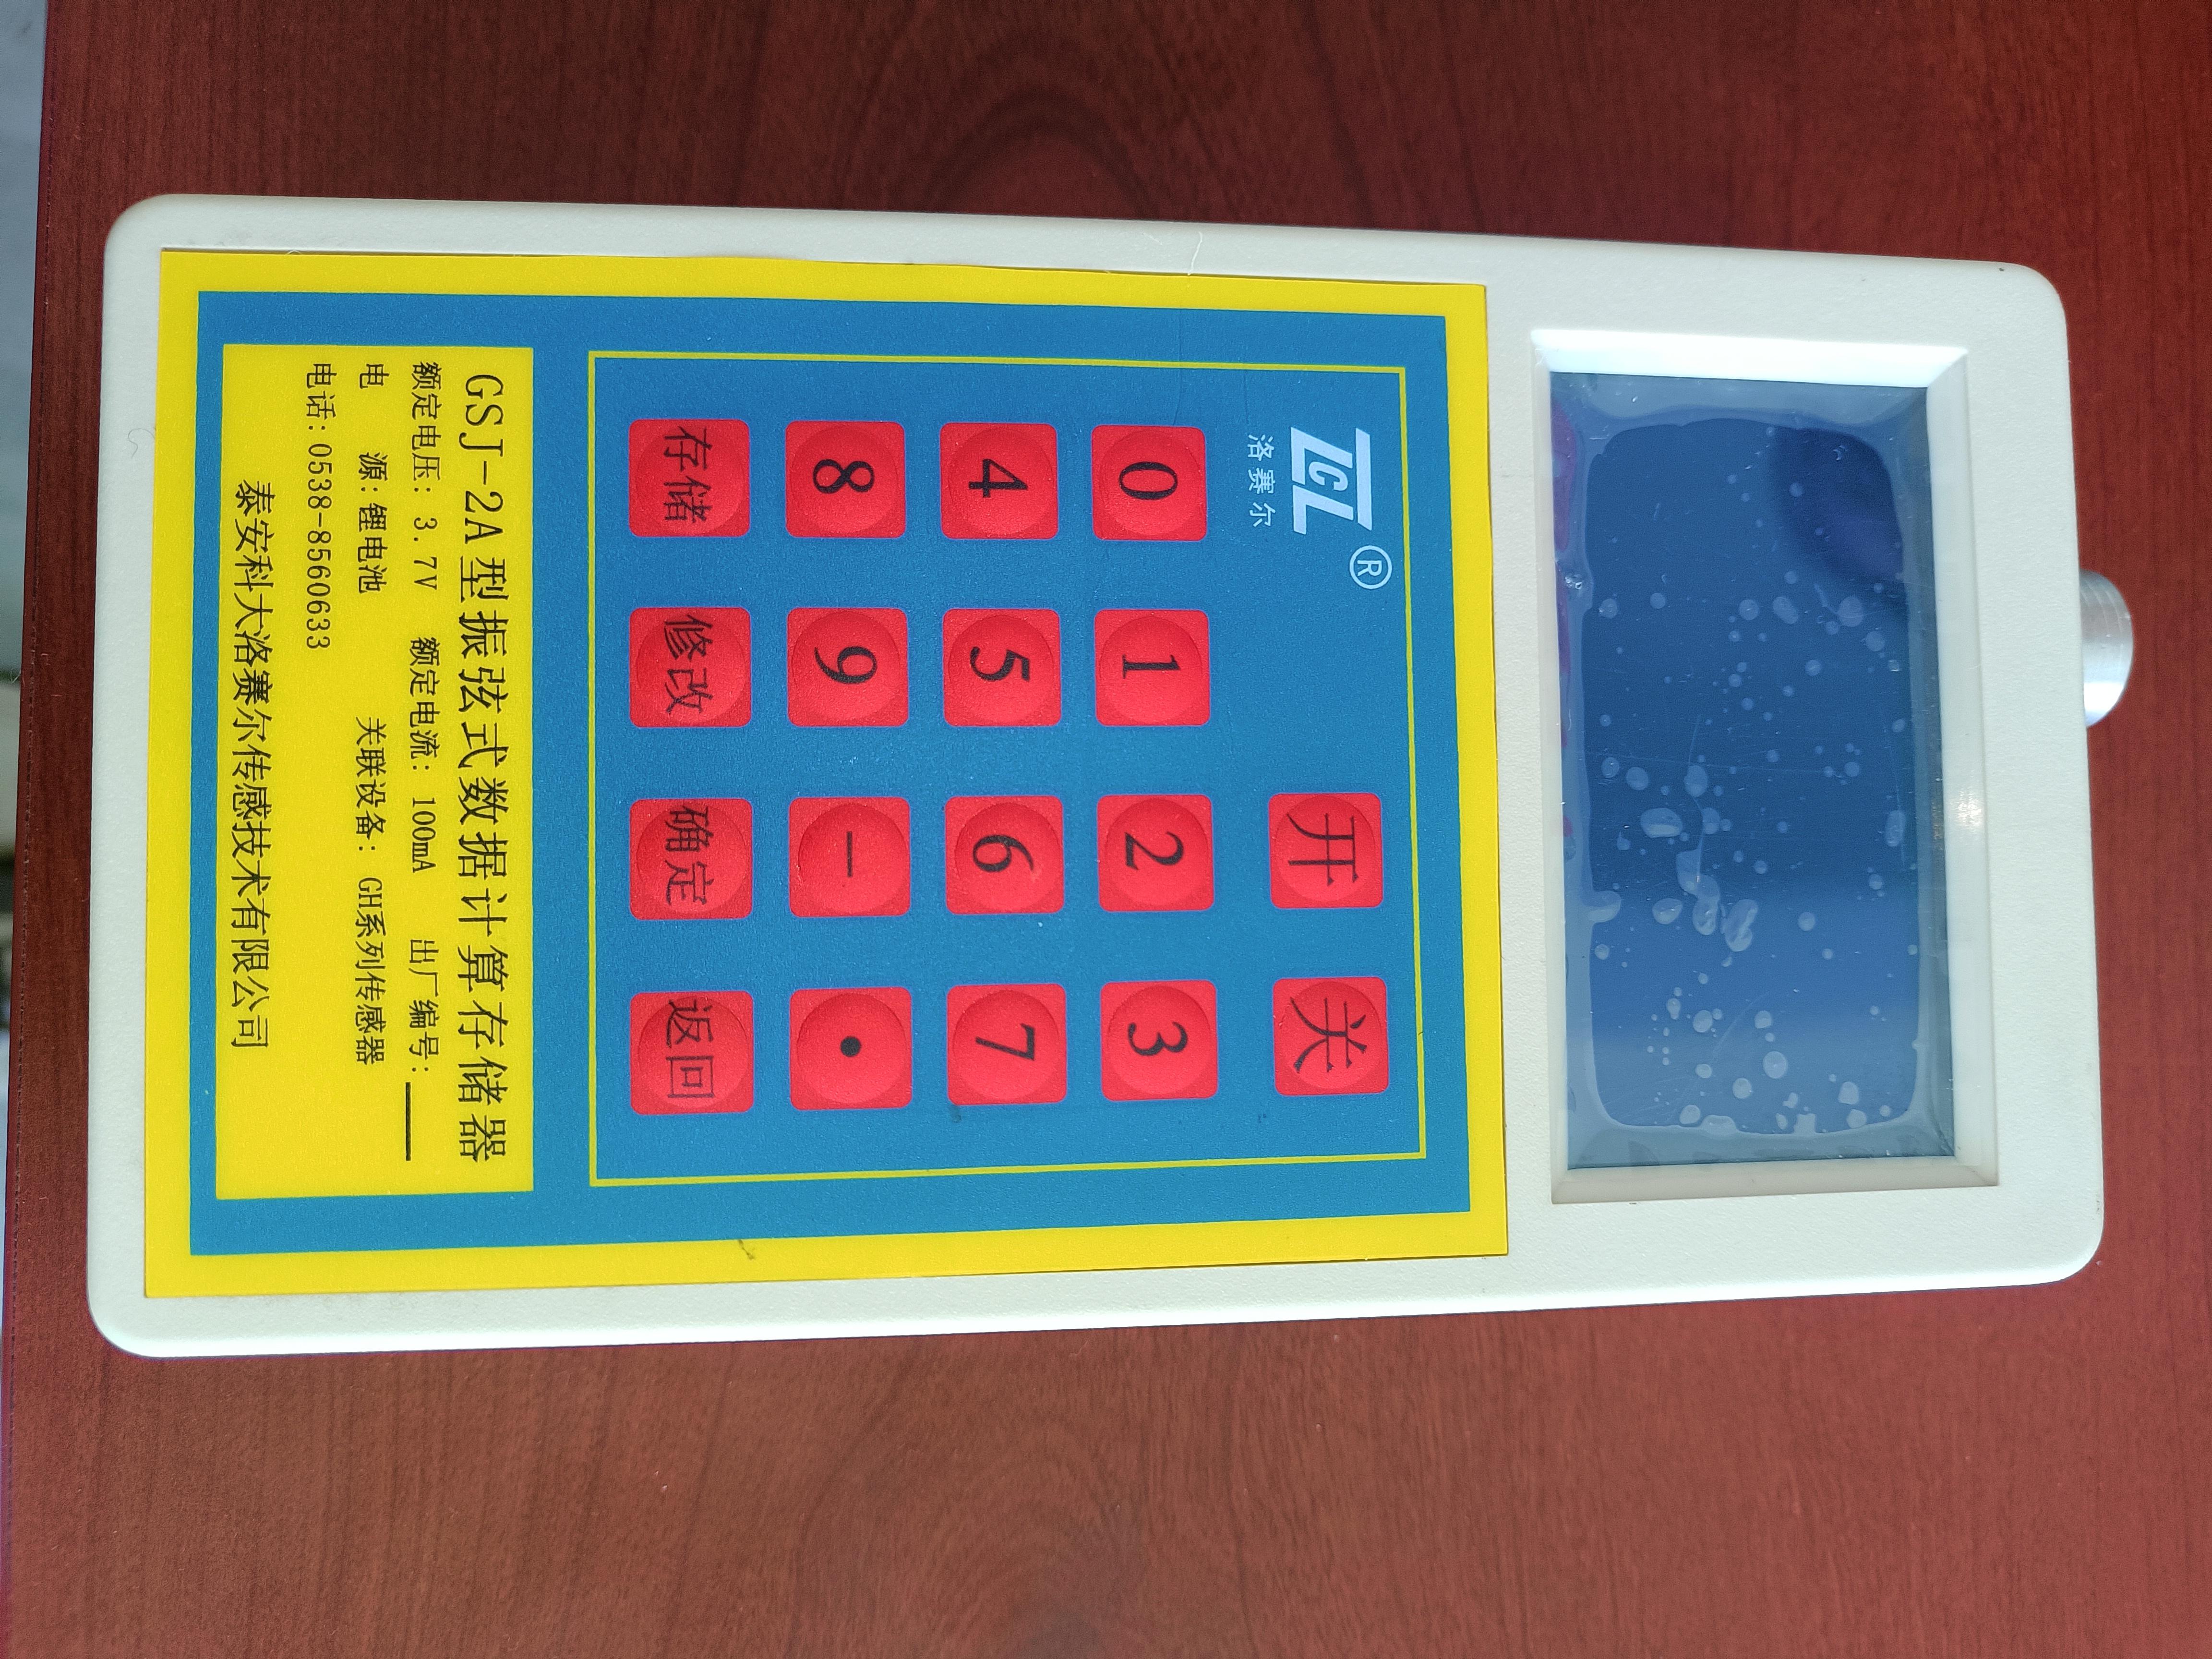 TCL®
洛赛尔
开 关
0 1 2 3
4 5 6 7
8 9 - •
存储 修改 确定 返回
GSJ-2A型振弦式数据计算存储器
额定电压: 3.7V 额定电流: 100mA 出厂编号:
电 源:锂电池 关联设备: GH系列传感器
电话:0538-8560633
泰安科大洛赛尔传感技术有限公司